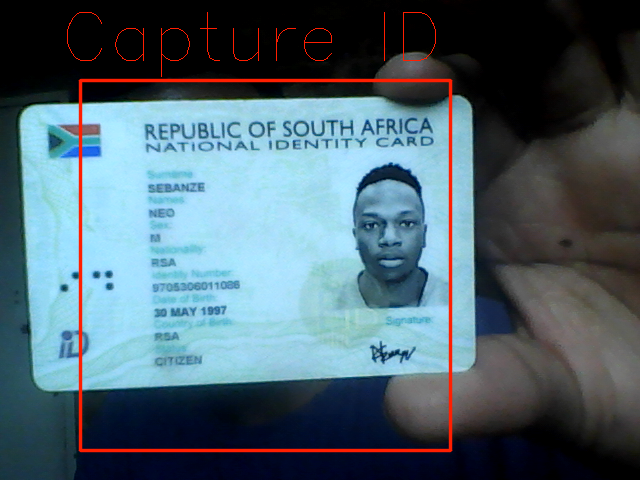 Capture ID
REPUBLIC OF SOUTH AFRICA
NATIONAL IDENTITY CARD
Surname:
SEBANZE
Names:
NEO
Sex:
M
Nationality:
RSA
Identity Number:
9705306011086
Date of Birth:
30 MAY 1997
Country of Birth:
RSA
Status:
CITIZEN
Signature:
iD